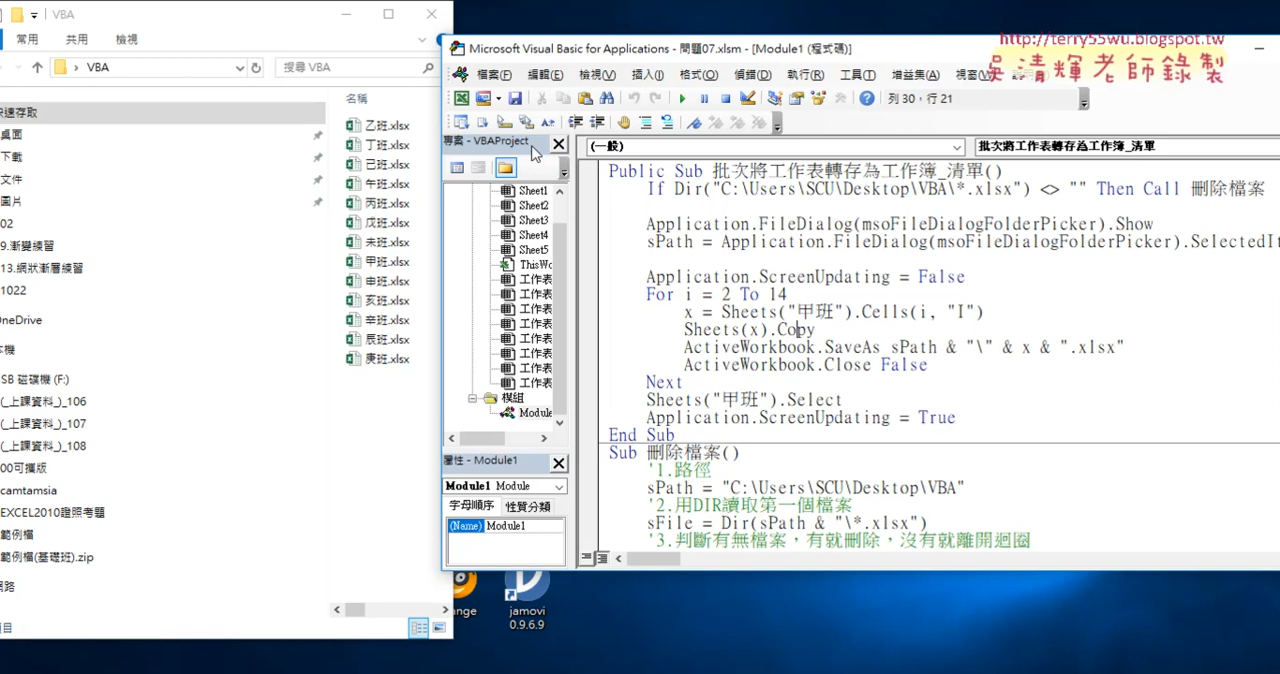 VBA
常用 共用 檢視
VBA
搜尋 VBA
快速存取
桌面
下載
文件
圖片
02
9.漸變練習
13.網狀漸層練習
1022
OneDrive
本機
SB 磁碟機 (F:)
(_上課資料_)_106
(_上課資料_)_107
(_上課資料_)_108
00可攜版
camtamsia
EXCEL2010證照考題
範例檔
範例檔(基礎班).zip
網路
名稱
乙班.xlsx
丁班.xlsx
己班.xlsx
午班.xlsx
丙班.xlsx
戊班.xlsx
未班.xlsx
甲班.xlsx
申班.xlsx
亥班.xlsx
辛班.xlsx
辰班.xlsx
庚班.xlsx
Microsoft Visual Basic for Applications - 問題07.xlsm - [Module1 (程式碼)]
http://terry55wu.blogspot.tw
吳清輝老師錄製
檔案(F) 編輯(E) 檢視(V) 插入(I) 格式(O) 偵錯(D) 執行(R) 工具(T) 增益集(A) 視窗(W)
列 30，行 21
專案 - VBAProject
Sheet1
Sheet2
Sheet3
Sheet4
Sheet5
ThisWo
工作表
工作表
工作表
工作表
工作表
工作表
工作表
工作表
模組
Module
屬性 - Module1
Module1 Module
字母順序 性質分類
(Name) Module1
(一般)
批次將工作表轉存為工作簿_清單
Public Sub 批次將工作表轉存為工作簿_清單()
If Dir("C:\Users\SCU\Desktop\VBA\*.xlsx") <> "" Then Call 刪除檔案
Application.FileDialog(msoFileDialogFolderPicker).Show
sPath = Application.FileDialog(msoFileDialogFolderPicker).SelectedIt
Application.ScreenUpdating = False
For i = 2 To 14
x = Sheets("甲班").Cells(i, "I")
Sheets(x).Copy
ActiveWorkbook.SaveAs sPath & "\" & x & ".xlsx"
ActiveWorkbook.Close False
Next
Sheets("甲班").Select
Application.ScreenUpdating = True
End Sub
Sub 刪除檔案()
'1.路徑
sPath = "C:\Users\SCU\Desktop\VBA"
'2.用DIR讀取第一個檔案
sFile = Dir(sPath & "\*.xlsx")
'3.判斷有無檔案，有就刪除，沒有就離開迴圈
ange
jamovi
0.9.6.9